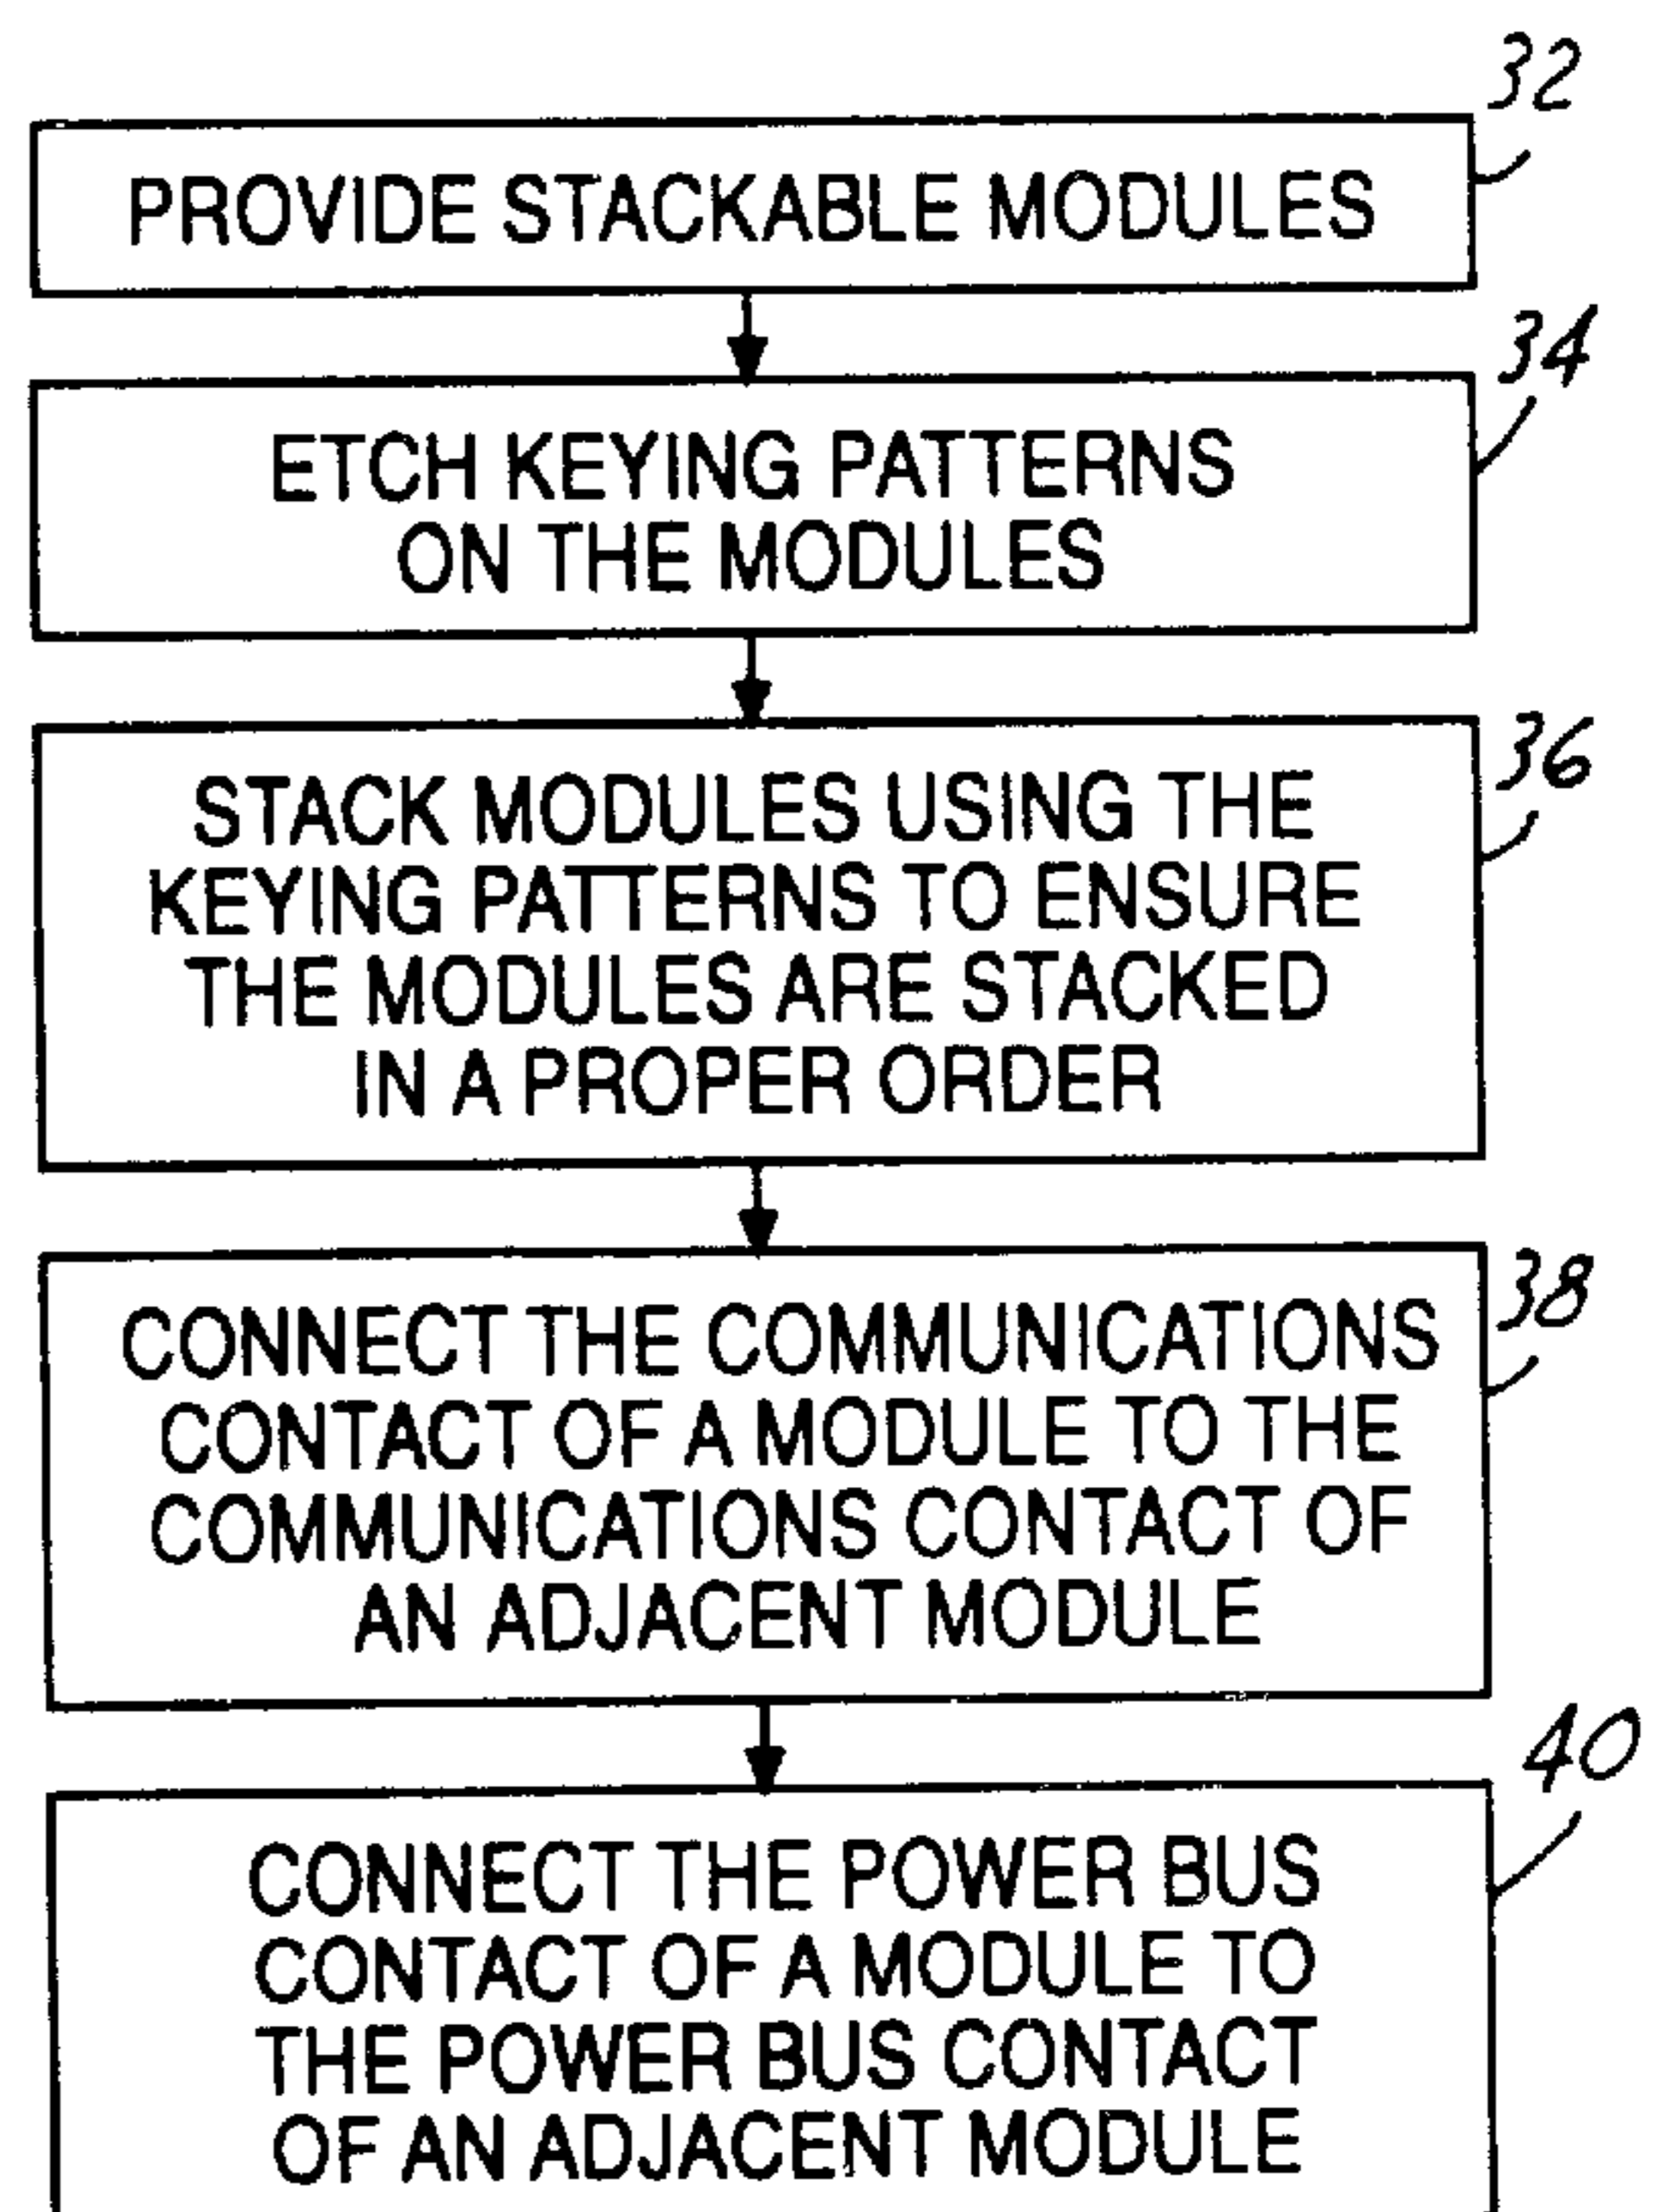 32
PROVIDE STACKABLE MODULES
34
ETCH KEYING PATTERNS
ON THE MODULES
36
STACK MODULES USING THE
KEYING PATTERNS TO ENSURE
THE MODULES ARE STACKED
IN A PROPER ORDER
38
CONNECT THE COMMUNICATIONS
CONTACT OF A MODULE TO THE
COMMUNICATIONS CONTACT OF
AN ADJACENT MODULE
40
CONNECT THE POWER BUS
CONTACT OF A MODULE TO
THE POWER BUS CONTACT
OF AN ADJACENT MODULE